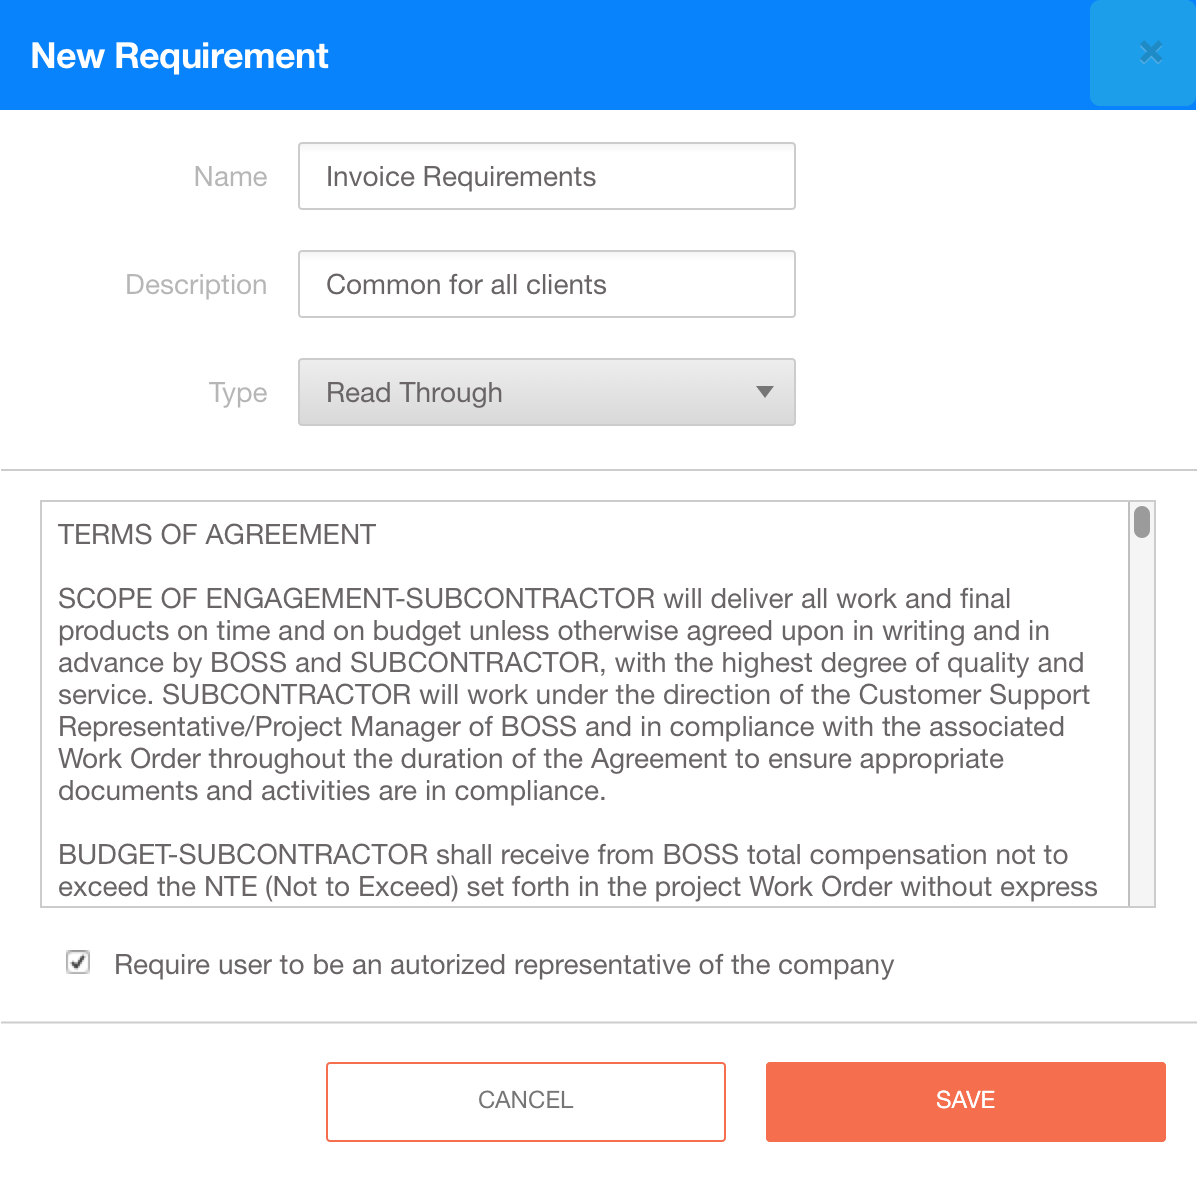 New Requirement
Name
Invoice Requirements
Description
Common for all clients
Type
Read Through
TERMS OF AGREEMENT
SCOPE OF ENGAGEMENT-SUBCONTRACTOR will deliver all work and final
products on time and on budget unless otherwise agreed upon in writing and in
advance by BOSS and SUBCONTRACTOR, with the highest degree of quality and
service. SUBCONTRACTOR will work under the direction of the Customer Support
Representative/Project Manager of BOSS and in compliance with the associated
Work Order throughout the duration of the Agreement to ensure appropriate
documents and activities are in compliance.
BUDGET-SUBCONTRACTOR shall receive from BOSS total compensation not to
exceed the NTE (Not to Exceed) set forth in the project Work Order without express
Require user to be an autorized representative of the company
CANCEL
SAVE